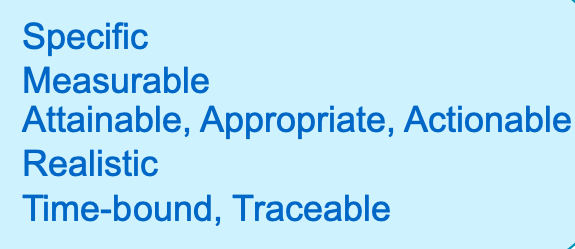 Specific
Measurable
Attainable, Appropriate, Actionable
Realistic
Time-bound, Traceable